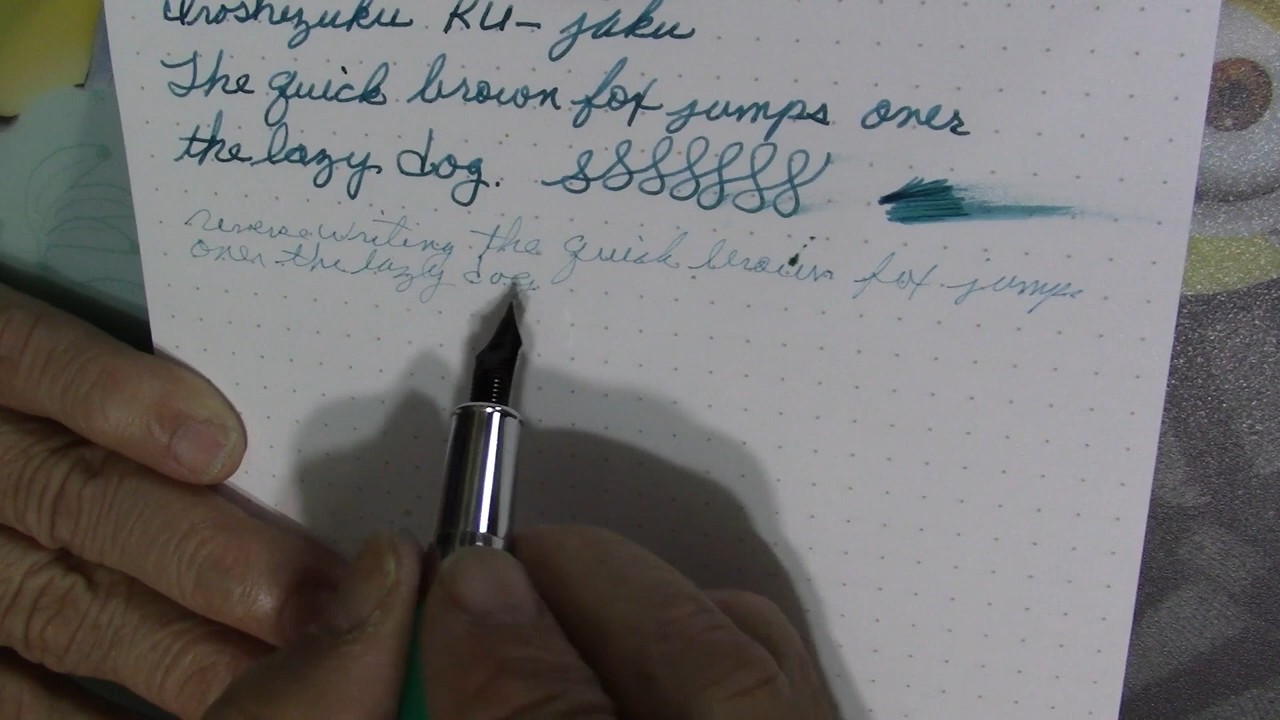 Iroshizuku Ku-jaku
The quick brown fox jumps over
the lazy dog. SSSSSSSS
reverse writing the quick brown fox jumps
over the lazy dog.